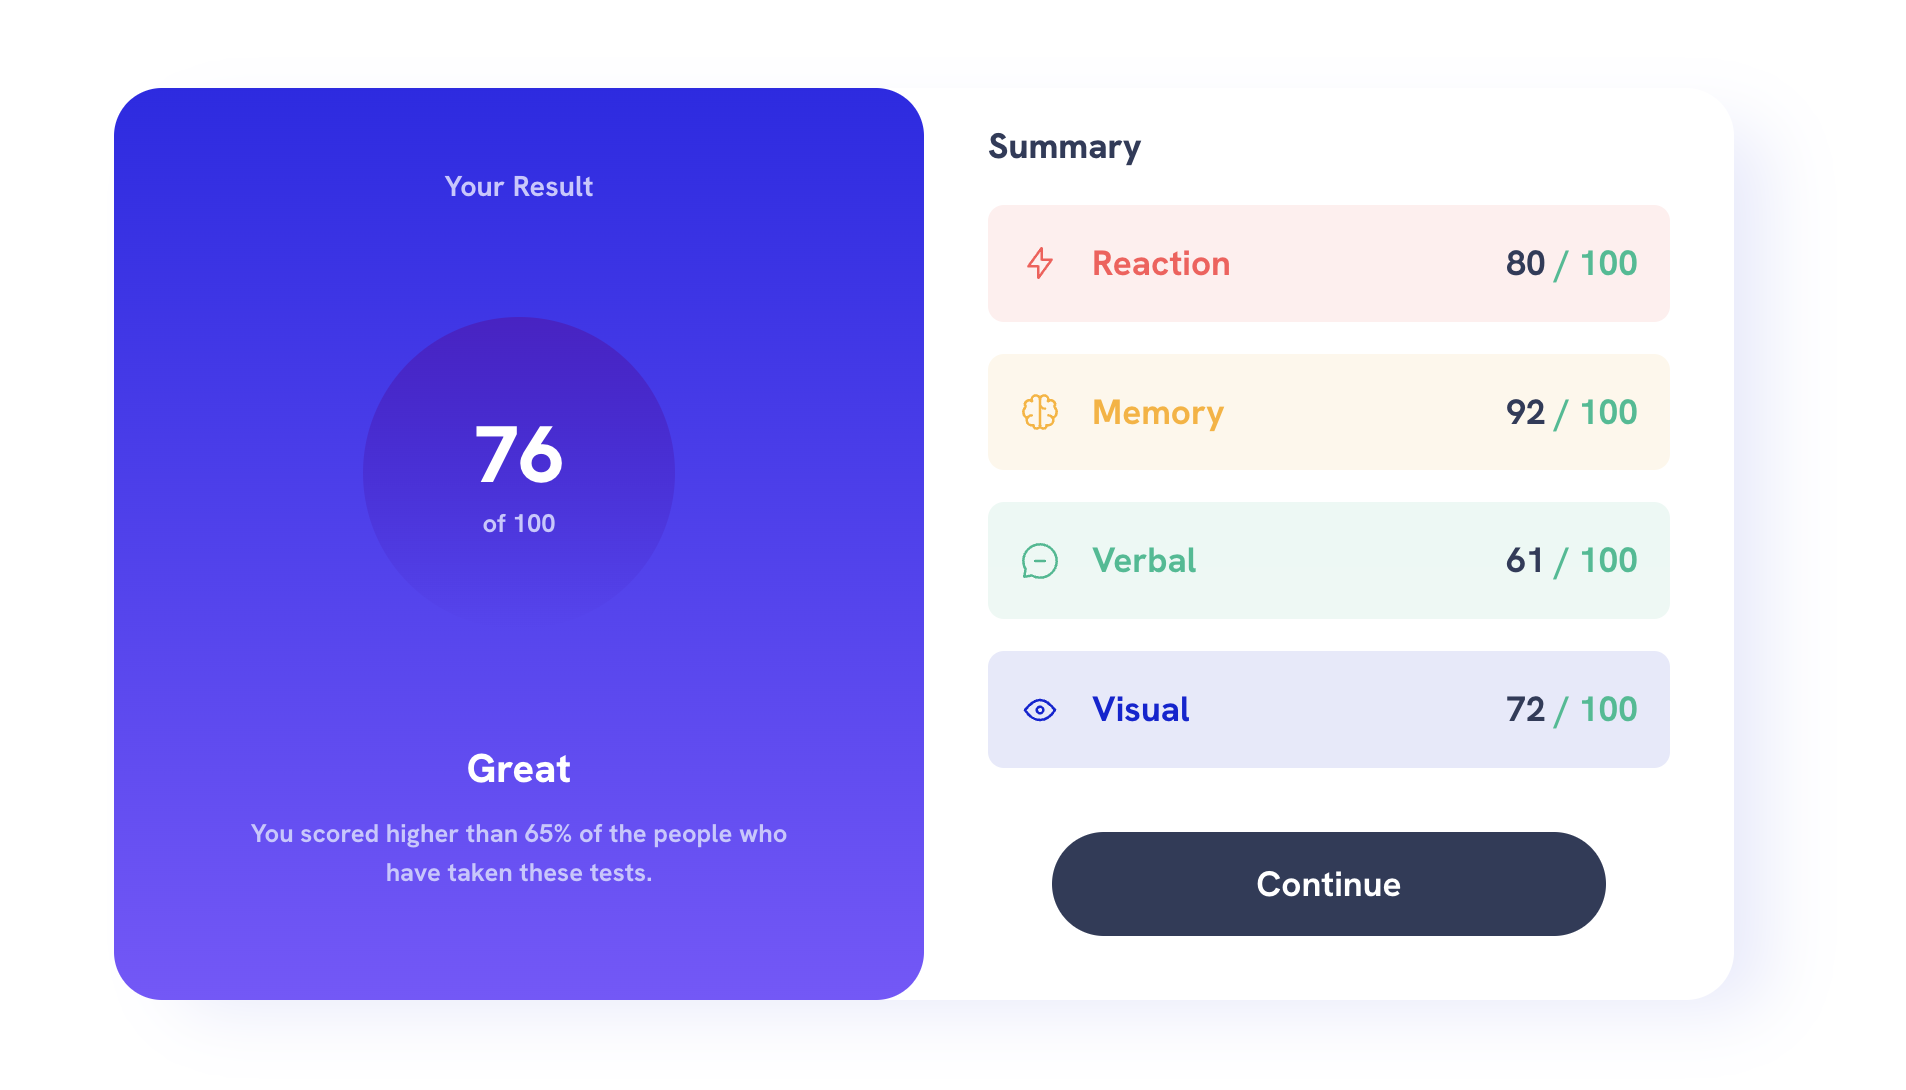 Your Result
76
of 100
Great
You scored higher than 65% of the people who
have taken these tests.
Summary
Reaction 80 / 100
Memory 92 / 100
Verbal 61 / 100
Visual 72 / 100
Continue